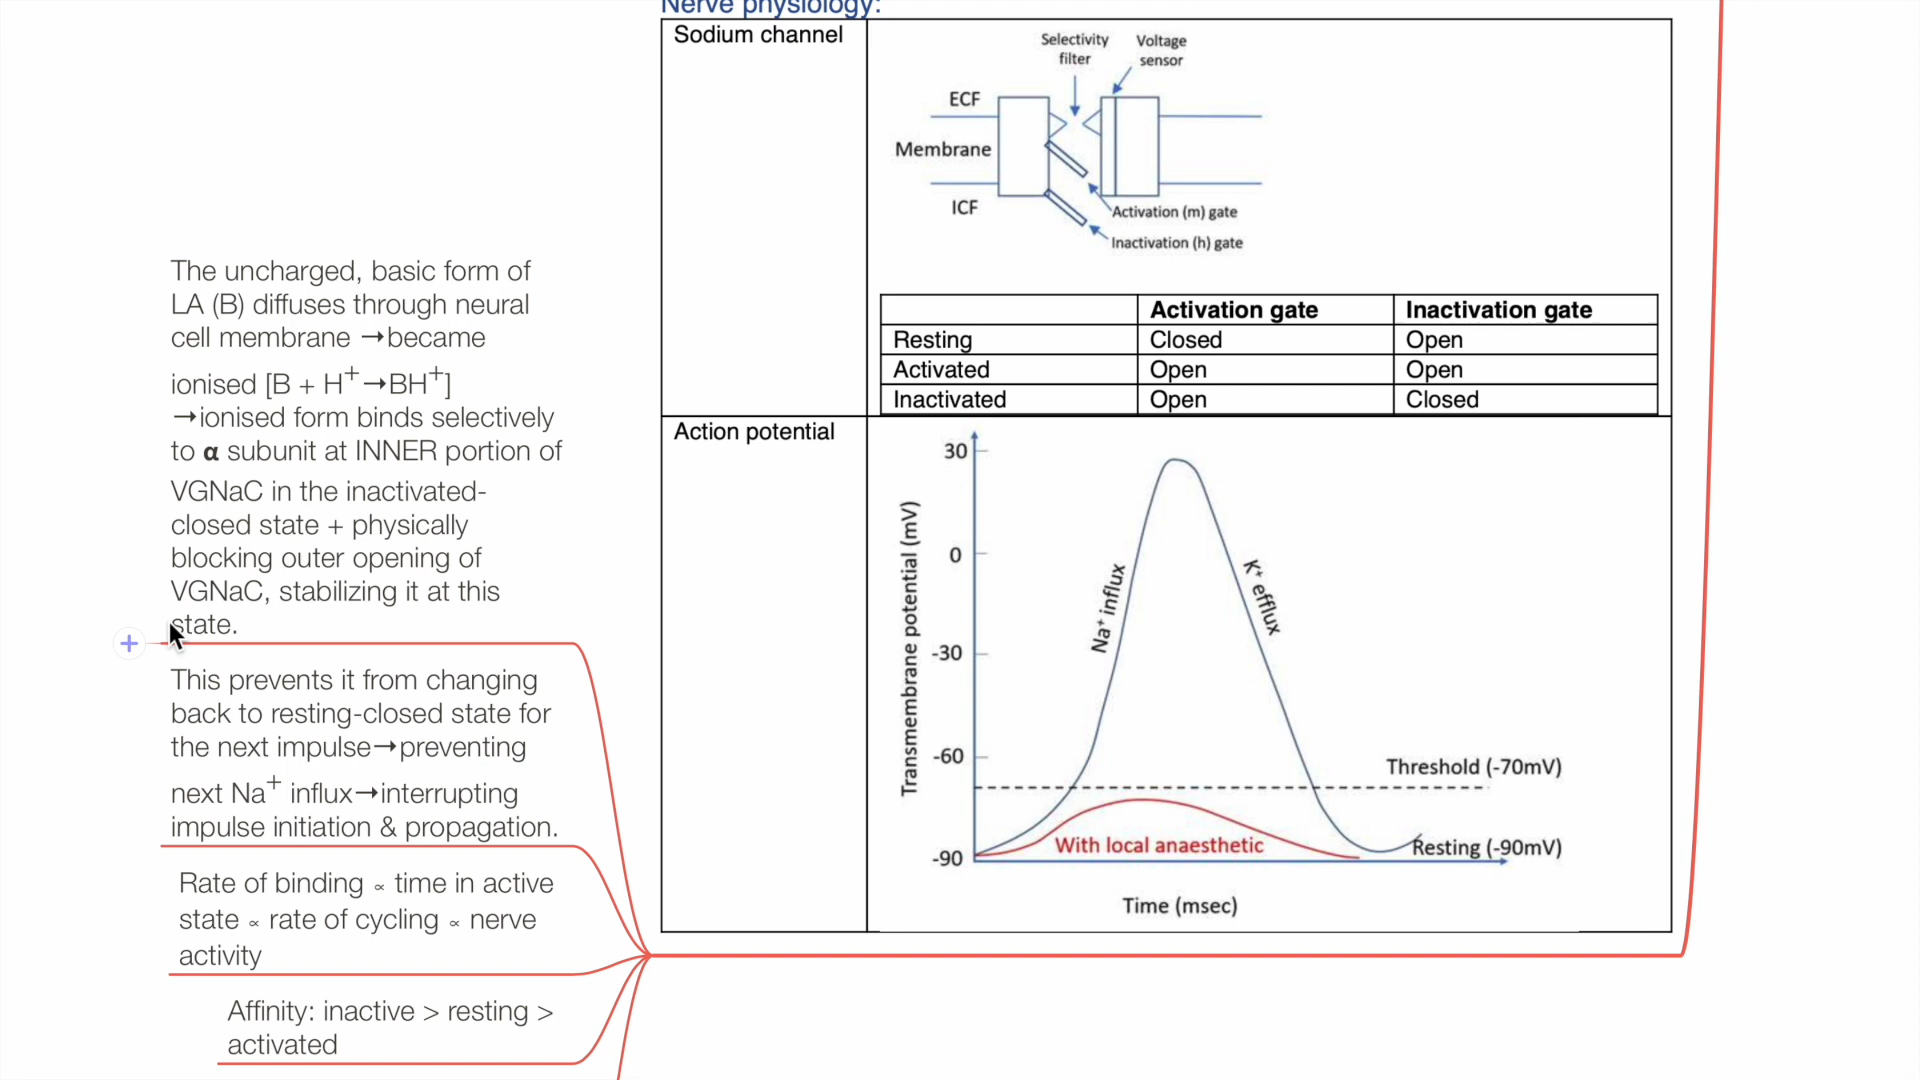 The uncharged, basic form of
LA (B) diffuses through neural
cell membrane →became
ionised [B + H⁺→BH⁺]
→ionised form binds selectively
to α subunit at INNER portion of
VGNaC in the inactivated-
closed state + physically
blocking outer opening of
VGNaC, stabilizing it at this
state.
This prevents it from changing
back to resting-closed state for
the next impulse→preventing
next Na⁺ influx→interrupting
impulse initiation & propagation.
Rate of binding ∝ time in active
state ∝ rate of cycling ∝ nerve
activity
Affinity: inactive > resting >
activated
Nerve physiology:
Sodium channel
Selectivity
filter
Voltage
sensor
ECF
Membrane
ICF
Activation (m) gate
Inactivation (h) gate
Activation gate Inactivation gate
Resting Closed Open
Activated Open Open
Inactivated Open Closed
Action potential
Transmembrane potential (mV)
30
0
-30
-60
-90
Na⁺ influx
K⁺ efflux
Threshold (-70mV)
With local anaesthetic
Resting (-90mV)
Time (msec)